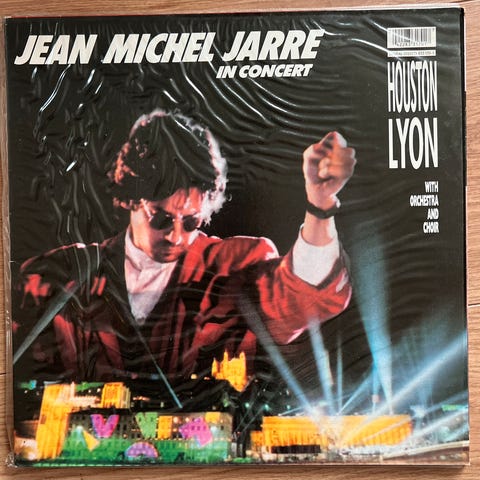 JEAN MICHEL JARRE
IN CONCERT
HOUSTON
LYON
WITH
ORCHESTRA
AND
CHOIR